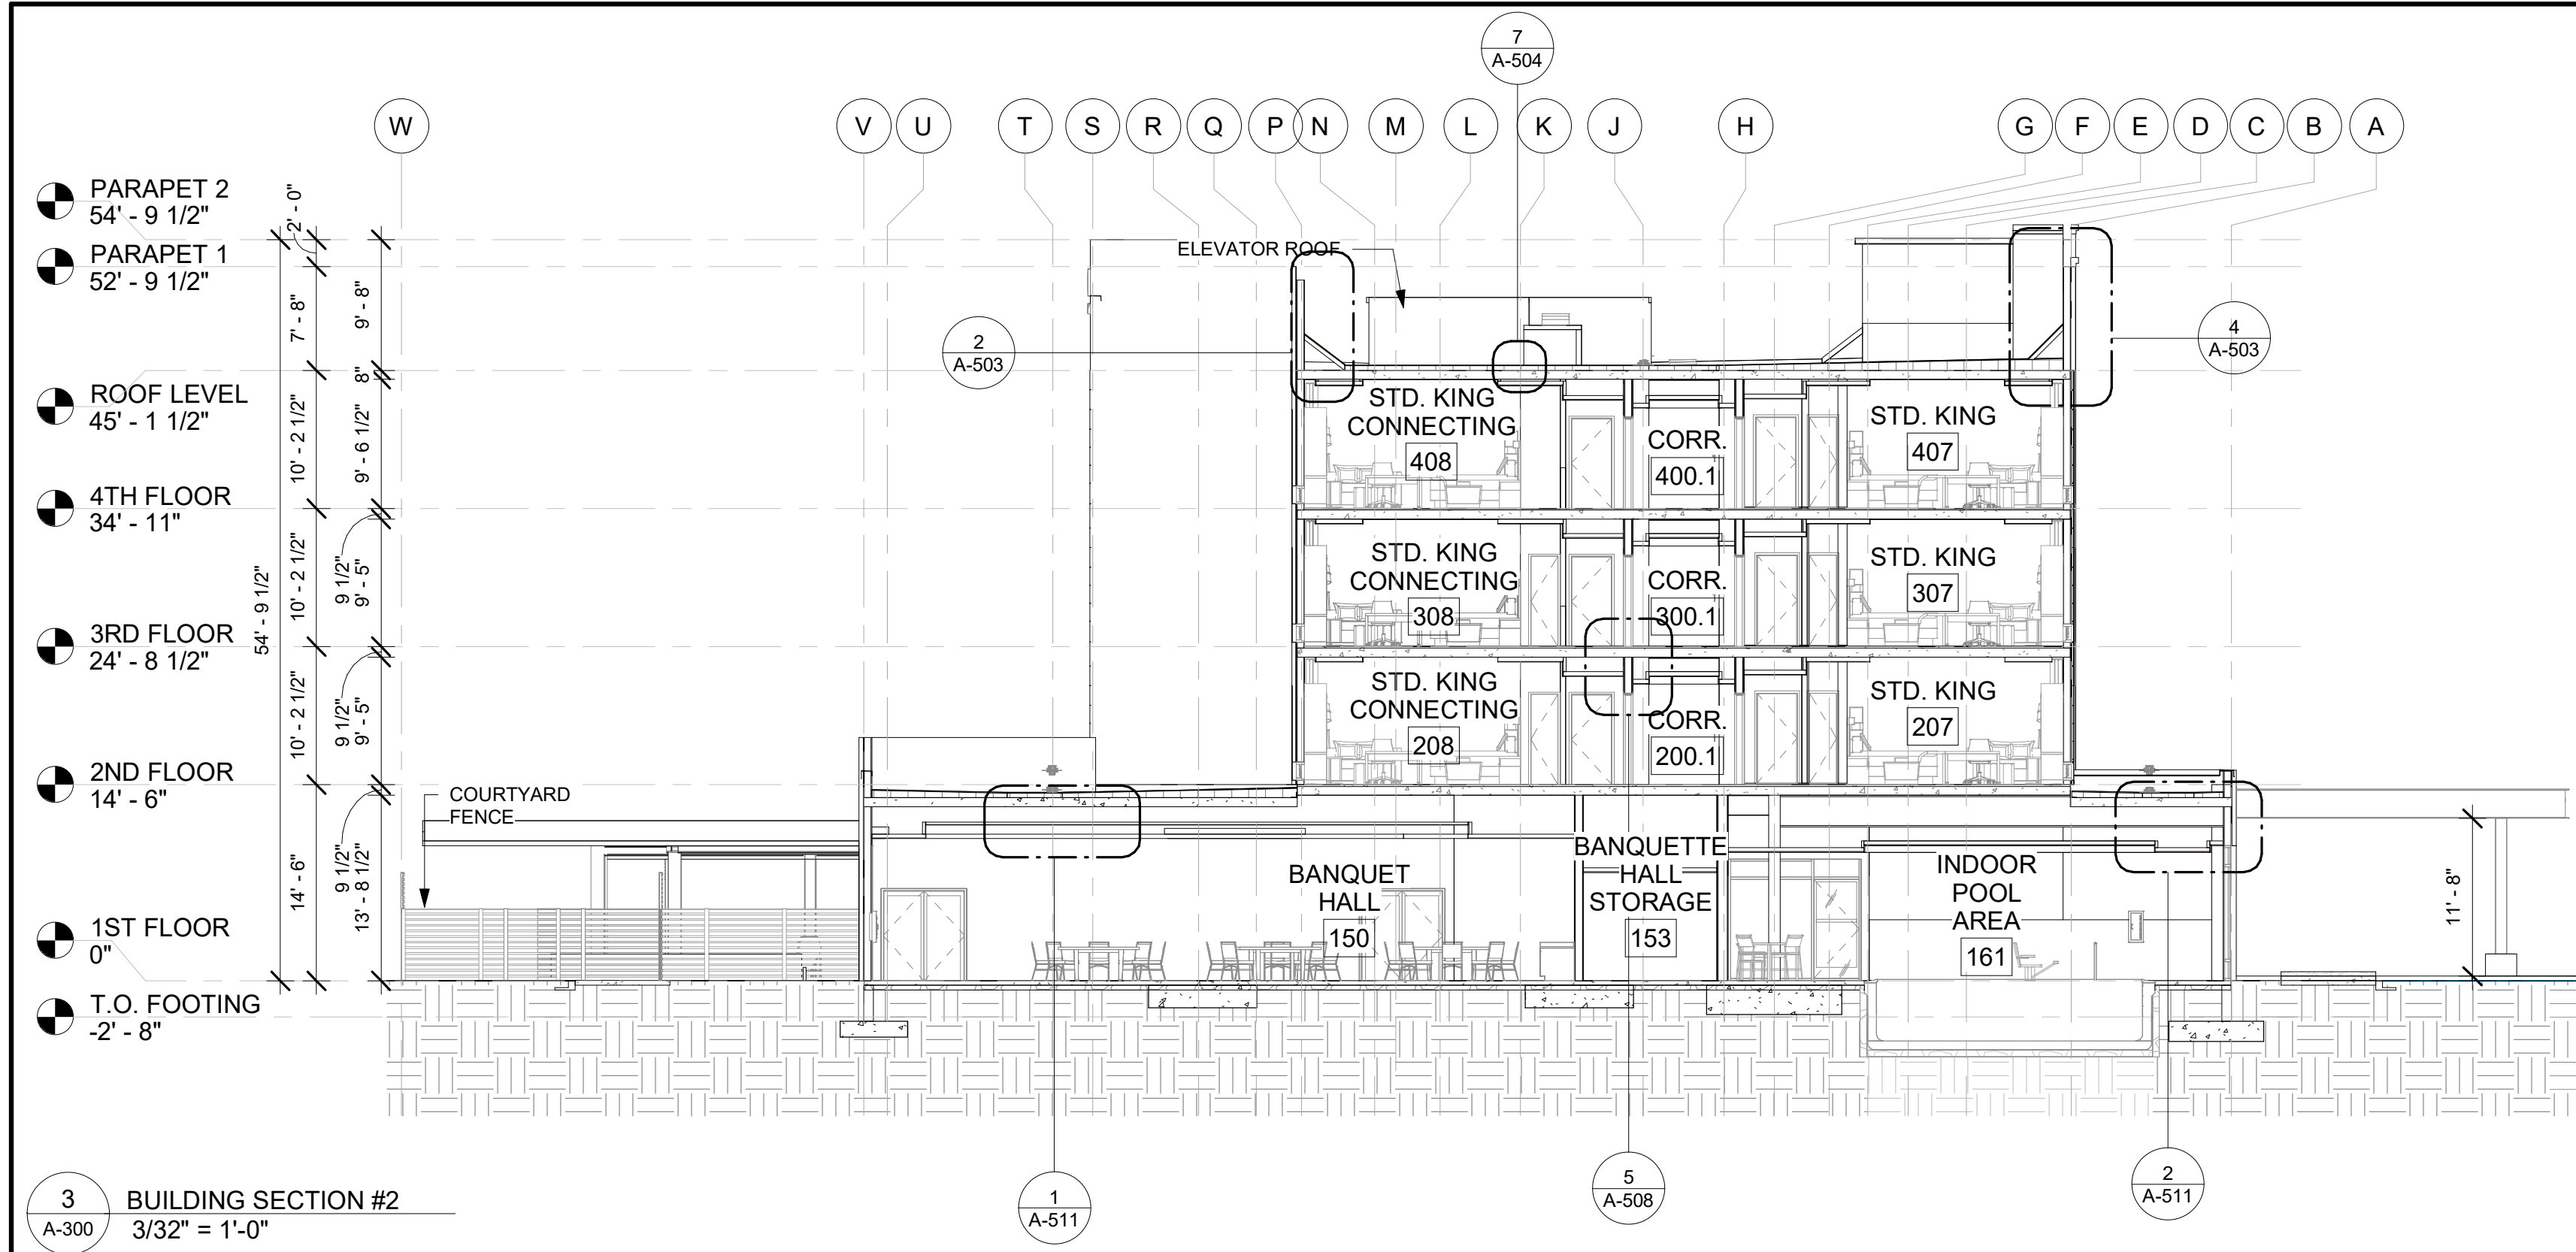 7
A-504
W
V
U
T
S
R
Q
P
N
M
L
K
J
H
G
F
E
D
C
B
A
PARAPET 2
54' - 9 1/2"
PARAPET 1
52' - 9 1/2"
ROOF LEVEL
45' - 1 1/2"
4TH FLOOR
34' - 11"
3RD FLOOR
24' - 8 1/2"
2ND FLOOR
14' - 6"
1ST FLOOR
0"
T.O. FOOTING
-2' - 8"
54' - 9 1/2"
2' - 0"
7' - 8"
10' - 2 1/2"
10' - 2 1/2"
10' - 2 1/2"
14' - 6"
9' - 8"
8"
9' - 6 1/2"
9 1/2"
9' - 5"
9 1/2"
9' - 5"
9 1/2"
13' - 8 1/2"
ELEVATOR ROOF
2
A-503
4
A-503
STD. KING
CONNECTING
408
CORR.
400.1
STD. KING
407
STD. KING
CONNECTING
308
CORR.
300.1
STD. KING
307
STD. KING
CONNECTING
208
CORR.
200.1
STD. KING
207
COURTYARD
FENCE
BANQUET
HALL
150
BANQUETTE
HALL
STORAGE
153
INDOOR
POOL
AREA
161
11' - 8"
1
A-511
5
A-508
2
A-511
3
A-300
BUILDING SECTION #2
3/32" = 1'-0"